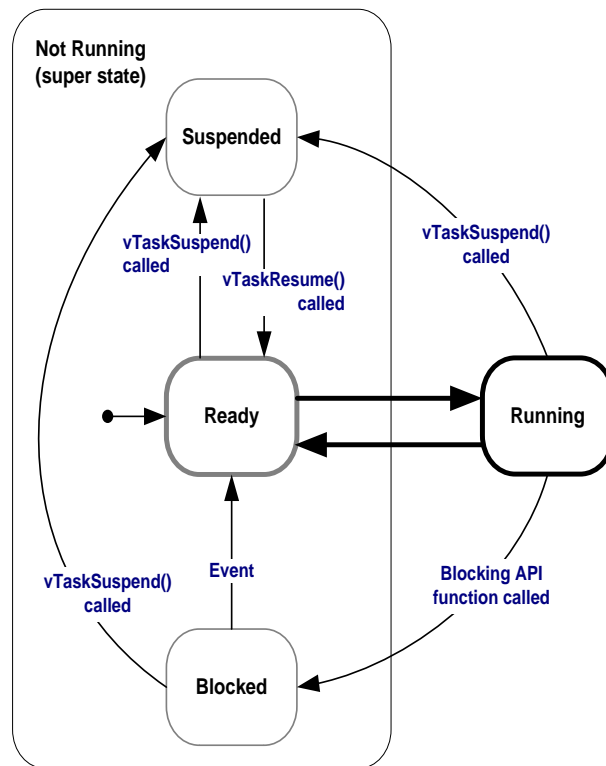 Not Running
(super state)
Suspended
vTaskSuspend()
called
vTaskResume()
called
vTaskSuspend()
called
Ready
Running
Event
vTaskSuspend()
called
Blocking API
function called
Blocked